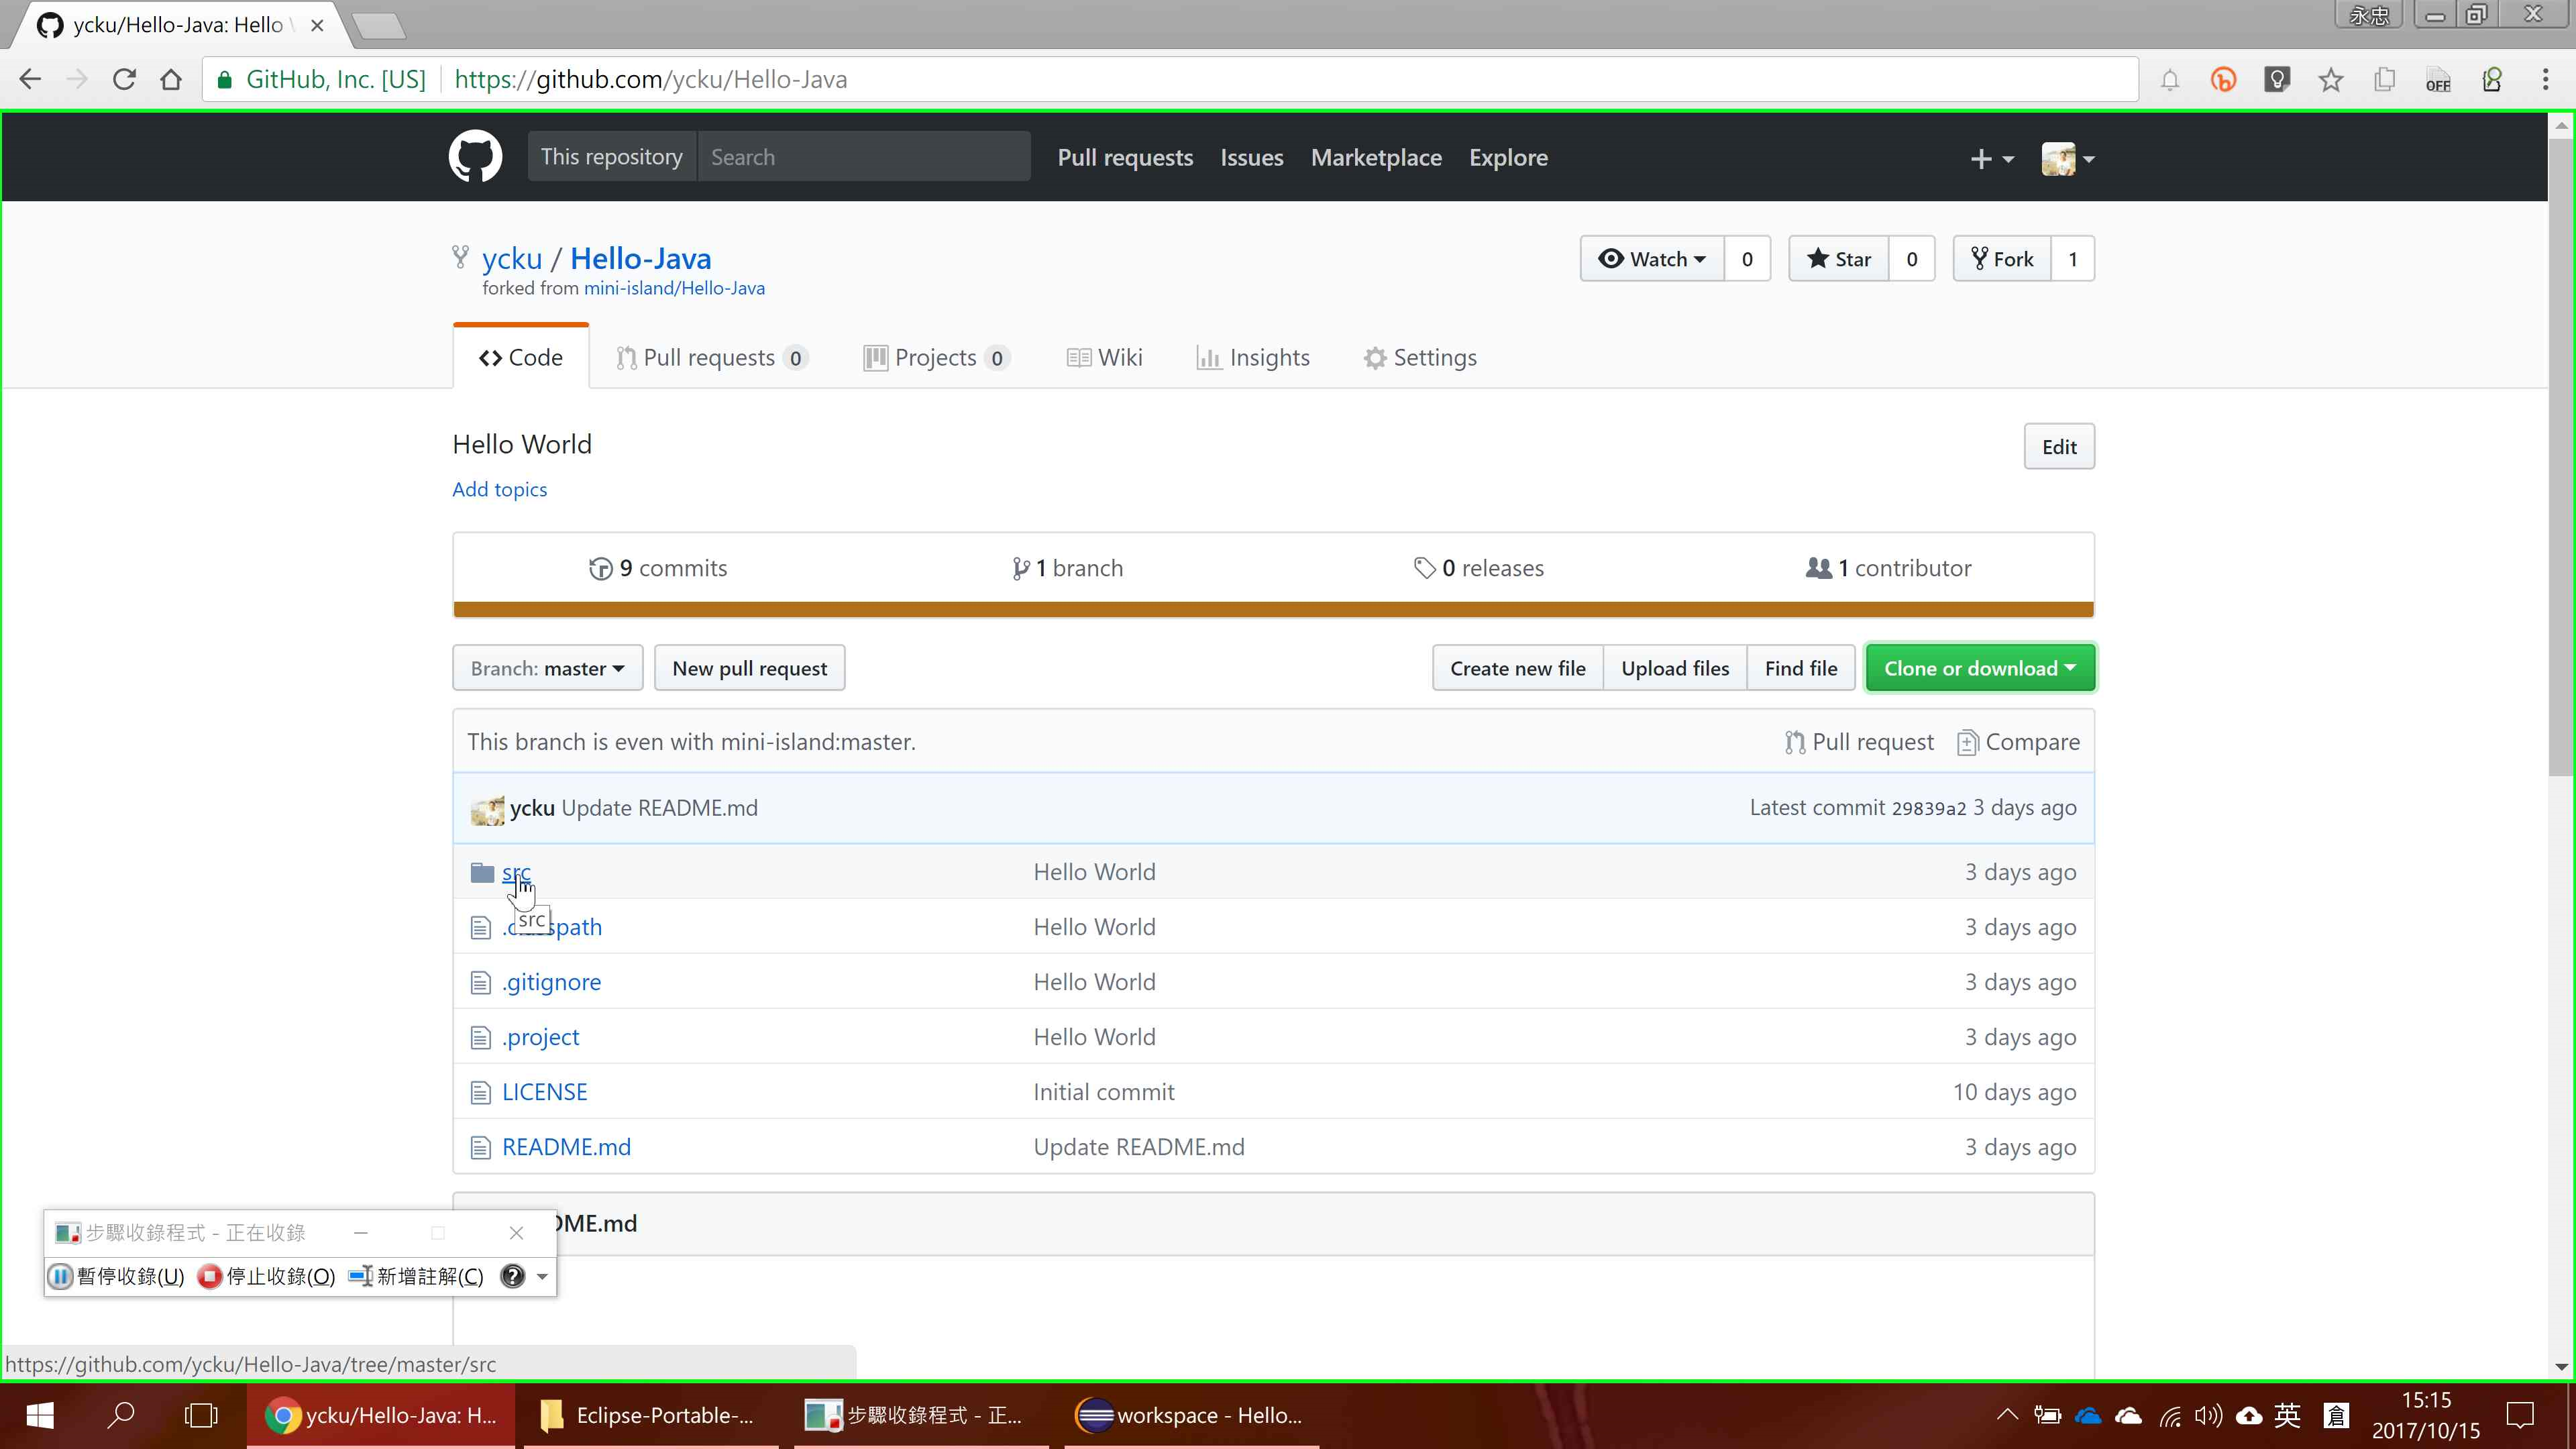 ycku/Hello-Java: Hello W
永忠
GitHub, Inc. [US] https://github.com/ycku/Hello-Java
OFF
This repository Search Pull requests Issues Marketplace Explore
ycku / Hello-Java
Watch 0 Star 0 Fork 1
forked from mini-island/Hello-Java
Code Pull requests 0 Projects 0 Wiki Insights Settings
Hello World
Edit
Add topics
9 commits 1 branch 0 releases 1 contributor
Branch: master New pull request Create new file Upload files Find file Clone or download
This branch is even with mini-island:master. Pull request Compare
ycku Update README.md Latest commit 29839a2 3 days ago
src Hello World 3 days ago
src
.classpath Hello World 3 days ago
.gitignore Hello World 3 days ago
.project Hello World 3 days ago
LICENSE Initial commit 10 days ago
README.md Update README.md 3 days ago
DME.md
步驟收錄程式 - 正在收錄
暫停收錄(U) 停止收錄(O) 新增註解(C)
https://github.com/ycku/Hello-Java/tree/master/src
ycku/Hello-Java: H... Eclipse-Portable-... 步驟收錄程式 - 正... workspace - Hello...
英 倉 15:15
2017/10/15